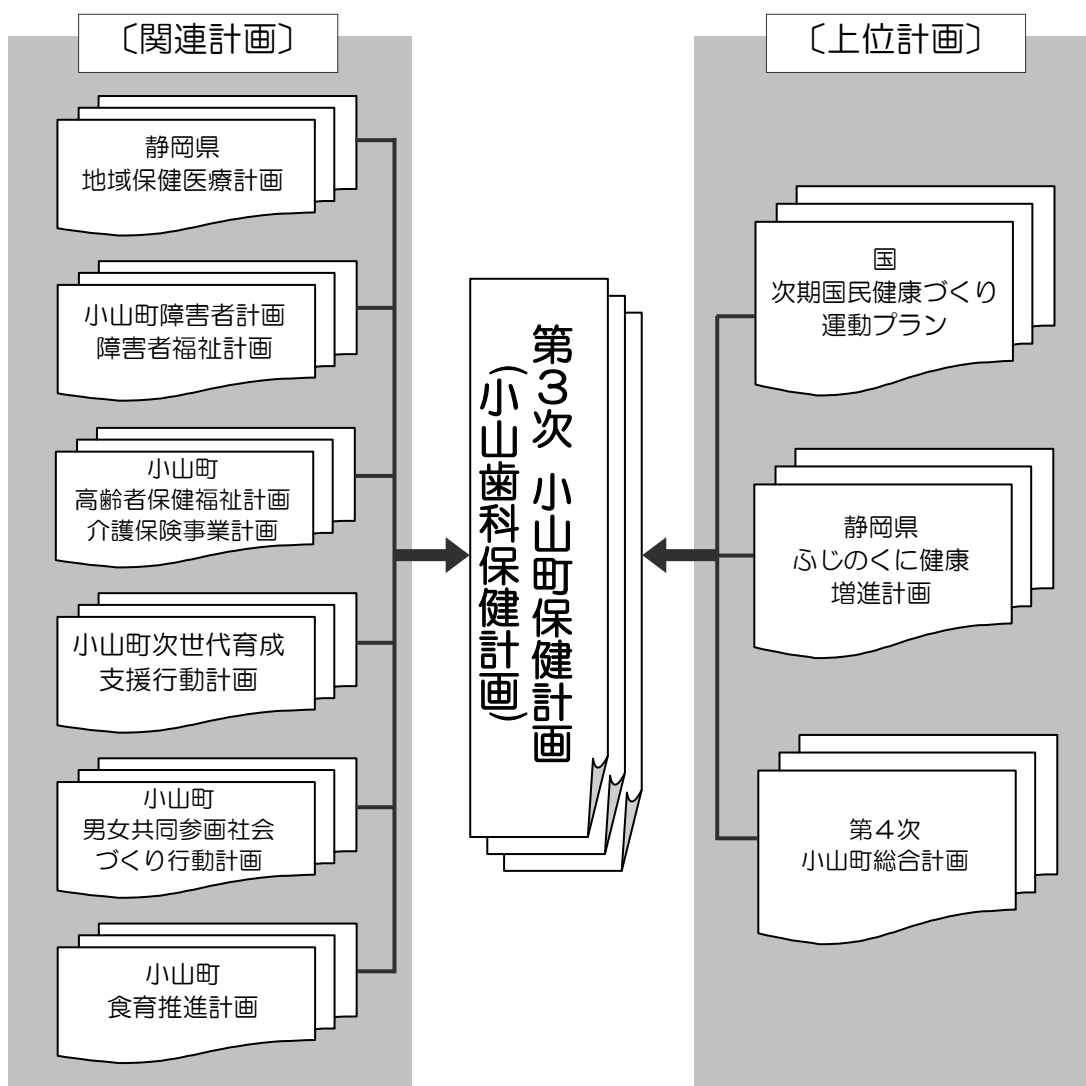 〔関連計画〕
静岡県
地域保健医療計画
小山町障害者計画
障害者福祉計画
小山町
高齢者保健福祉計画
介護保険事業計画
小山町次世代育成
支援行動計画
小山町
男女共同参画社会
づくり行動計画
小山町
食育推進計画
第３次 小山町保健計画
（小山歯科保健計画）
〔上位計画〕
国
次期国民健康づくり
運動プラン
静岡県
ふじのくに健康
増進計画
第４次
小山町総合計画